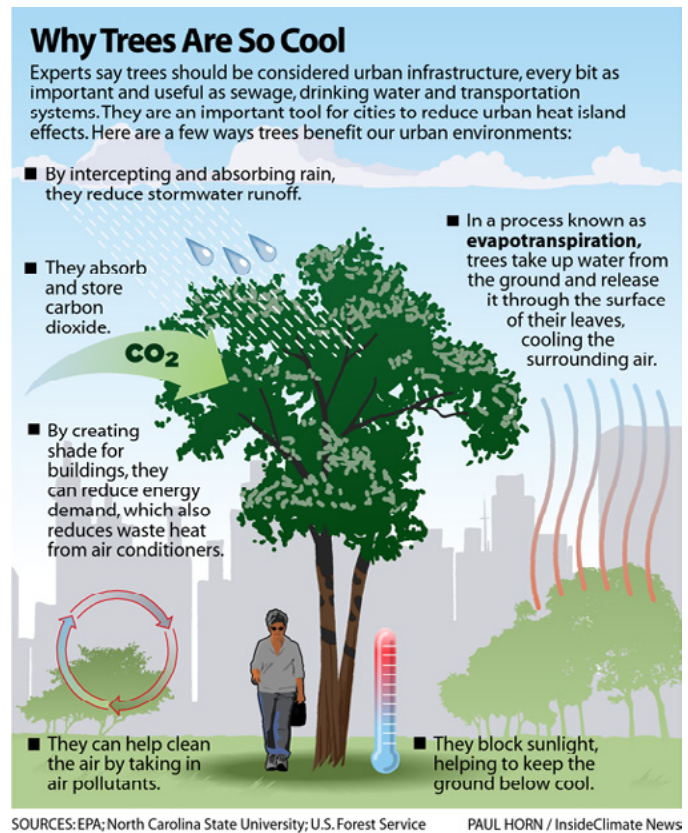 Why Trees Are So Cool
Experts say trees should be considered urban infrastructure, every bit as
important and useful as sewage, drinking water and transportation
systems. They are an important tool for cities to reduce urban heat island
effects. Here are a few ways trees benefit our urban environments:
■ By intercepting and absorbing rain,
they reduce stormwater runoff.
■ They absorb
and store
carbon
dioxide.
CO2
■ In a process known as
evapotranspiration,
trees take up water from
the ground and release
it through the surface
of their leaves,
cooling the
surrounding air.
■ By creating
shade for
buildings, they
can reduce energy
demand, which also
reduces waste heat
from air conditioners.
■ They can help clean
the air by taking in
air pollutants.
■ They block sunlight,
helping to keep the
ground below cool.
SOURCES: EPA; North Carolina State University; U.S. Forest Service
PAUL HORN / InsideClimate News